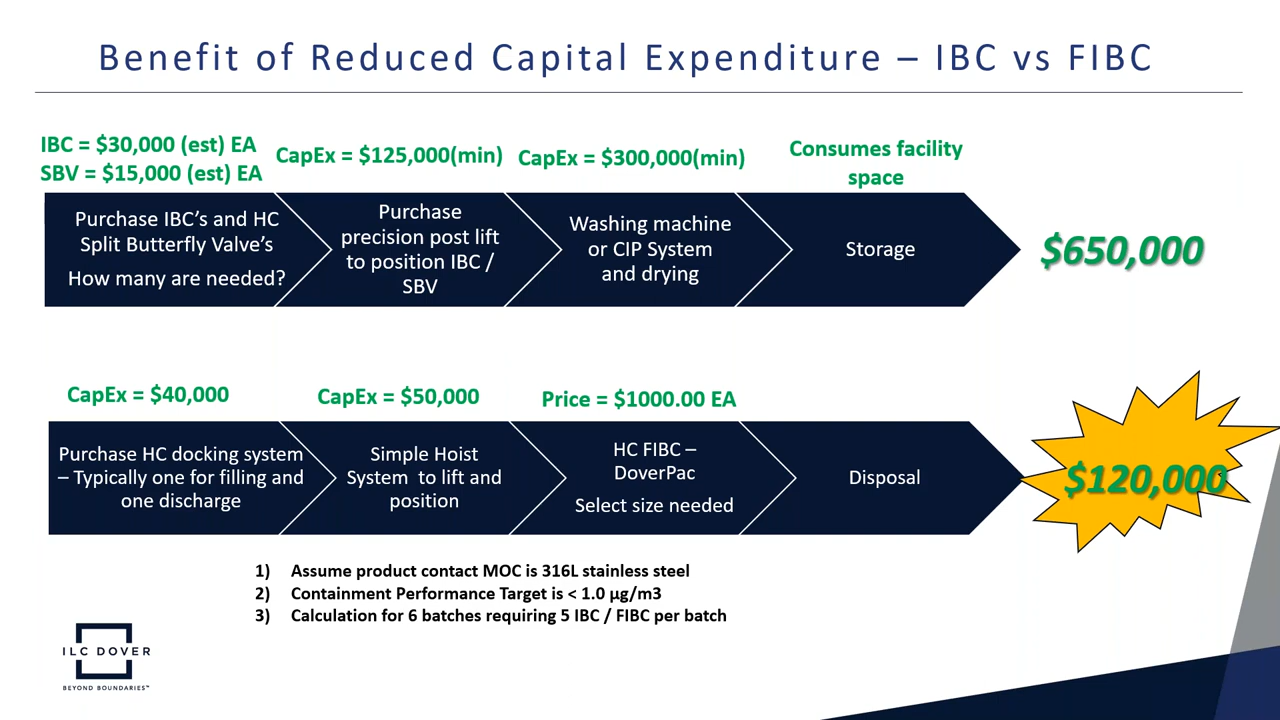 Benefit of Reduced Capital Expenditure – IBC vs FIBC
IBC = $30,000 (est) EA
SBV = $15,000 (est) EA
CapEx = $125,000(min)
CapEx = $300,000(min)
Consumes facility
space
Purchase IBC's and HC
Split Butterfly Valve's
How many are needed?
Purchase
precision post lift
to position IBC /
SBV
Washing machine
or CIP System
and drying
Storage
$650,000
CapEx = $40,000
CapEx = $50,000
Price = $1000.00 EA
Purchase HC docking system
– Typically one for filling and
one discharge
Simple Hoist
System to lift and
position
HC FIBC –
DoverPac
Select size needed
Disposal
$120,000
1) Assume product contact MOC is 316L stainless steel
2) Containment Performance Target is < 1.0 µg/m3
3) Calculation for 6 batches requiring 5 IBC / FIBC per batch
ILC DOVER
BEYOND BOUNDARIES™